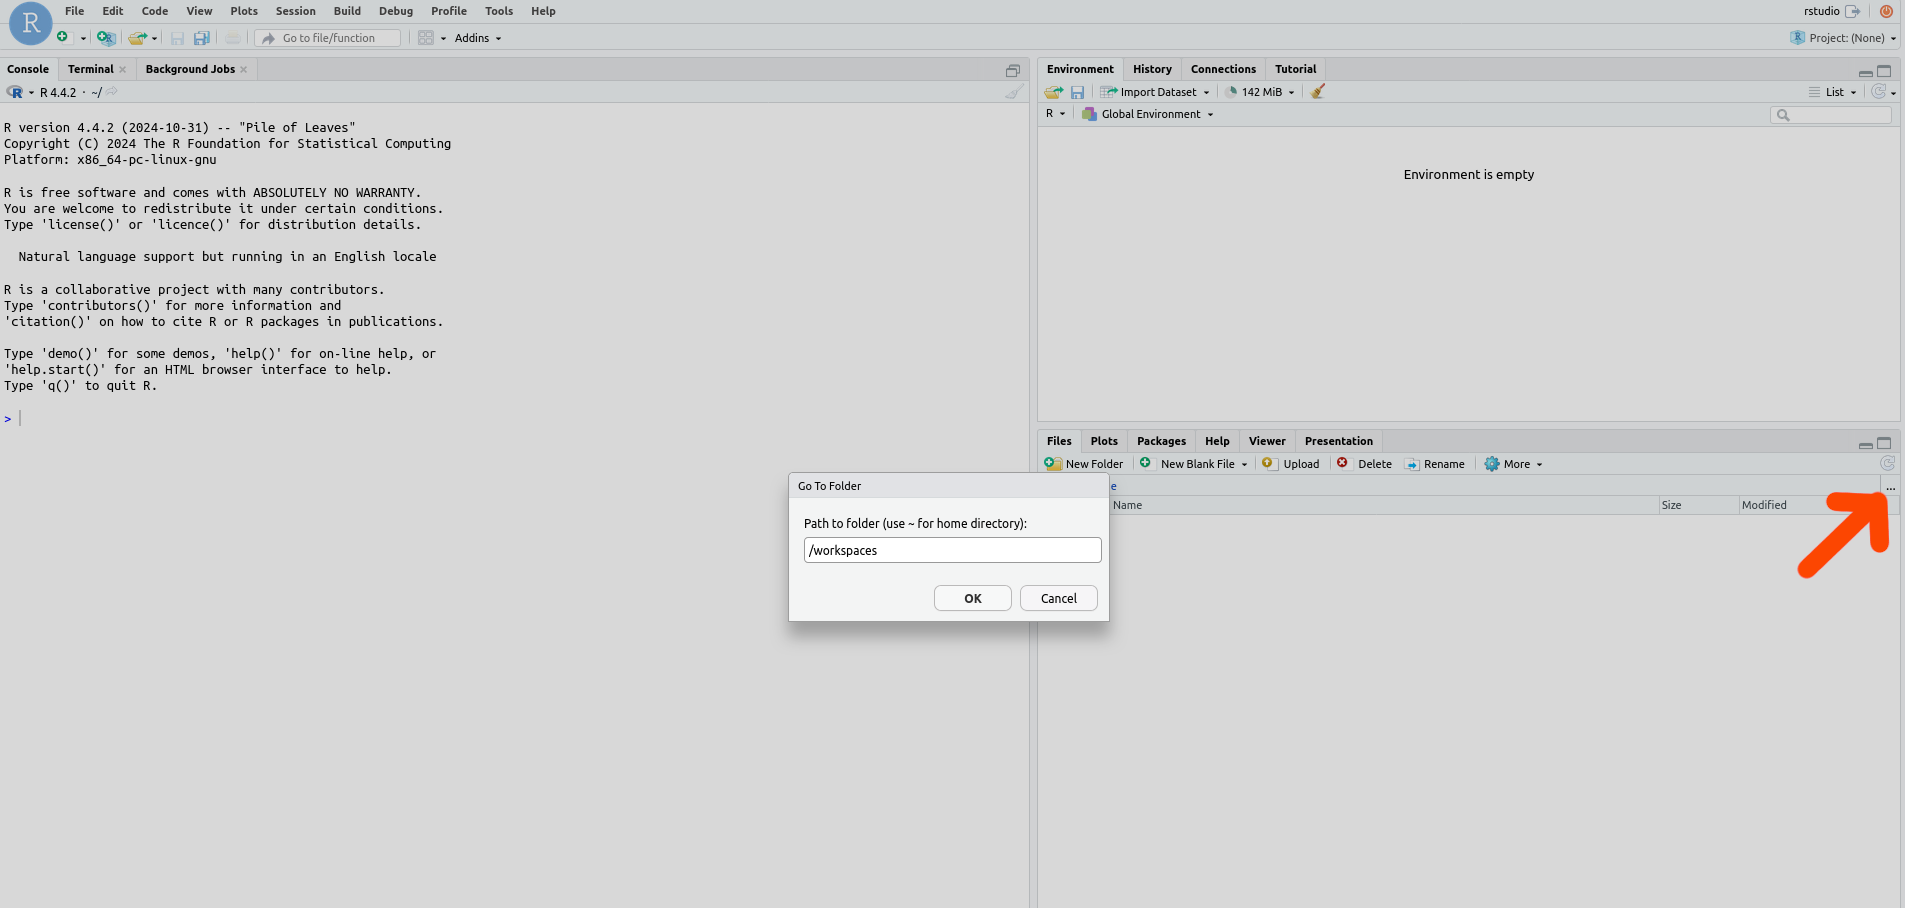 File Edit Code View Plots Session Build Debug Profile Tools Help
rstudio
R
Go to file/function
Addins
Project: (None)
Console Terminal Background Jobs
R 4.4.2 · ~/
R version 4.4.2 (2024-10-31) -- "Pile of Leaves"
Copyright (C) 2024 The R Foundation for Statistical Computing
Platform: x86_64-pc-linux-gnu
R is free software and comes with ABSOLUTELY NO WARRANTY.
You are welcome to redistribute it under certain conditions.
Type 'license()' or 'licence()' for distribution details.
Natural language support but running in an English locale
R is a collaborative project with many contributors.
Type 'contributors()' for more information and
'citation()' on how to cite R or R packages in publications.
Type 'demo()' for some demos, 'help()' for on-line help, or
'help.start()' for an HTML browser interface to help.
Type 'q()' to quit R.
>
Environment History Connections Tutorial
Import Dataset 142 MiB List
R Global Environment
Environment is empty
Files Plots Packages Help Viewer Presentation
New Folder New Blank File Upload Delete Rename More
e ...
Name Size Modified
Go To Folder
Path to folder (use ~ for home directory):
/workspaces
OK Cancel